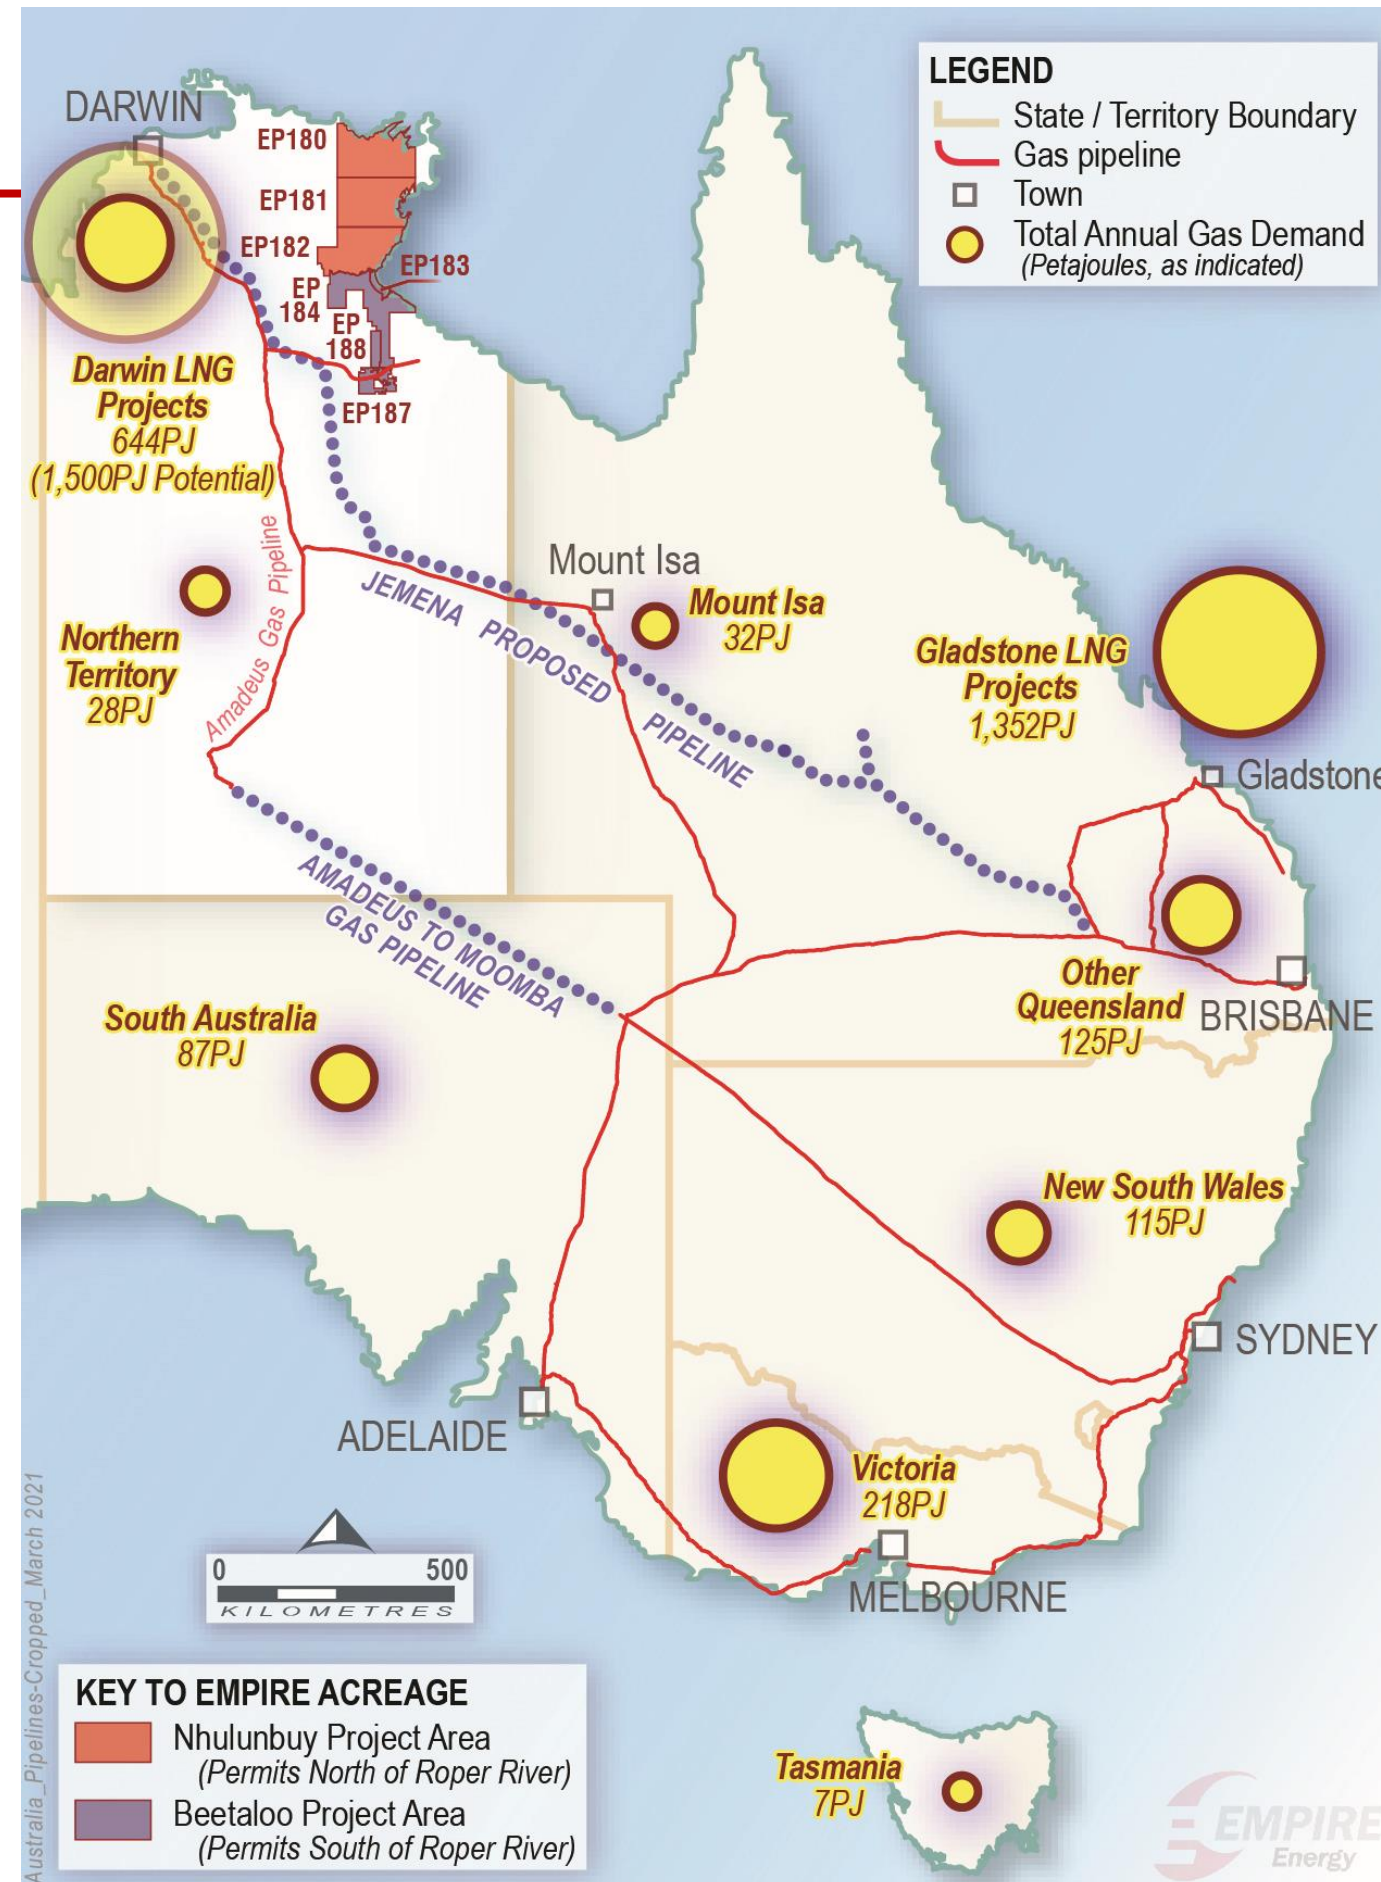 DARWIN
EP180
EP181
EP182
EP183
EP
184
EP
188
EP187
LEGEND
State / Territory Boundary
Gas pipeline
Town
Total Annual Gas Demand
(Petajoules, as indicated)
Darwin LNG
Projects
644PJ
(1,500PJ Potential)
Amadeus Gas Pipeline
Northern
Territory
28PJ
Mount Isa
Mount Isa
32PJ
JEMENA PROPOSED PIPELINE
Gladstone LNG
Projects
1,352PJ
Gladstone
AMADEUS TO MOOMBA
GAS PIPELINE
Other
Queensland
125PJ
BRISBANE
South Australia
87PJ
New South Wales
115PJ
SYDNEY
ADELAIDE
Victoria
218PJ
MELBOURNE
0 500
KILOMETRES
KEY TO EMPIRE ACREAGE
Nhulunbuy Project Area
(Permits North of Roper River)
Beetaloo Project Area
(Permits South of Roper River)
Tasmania
7PJ
EMPIRE
Energy
Australia_Pipelines-Cropped_March 2021